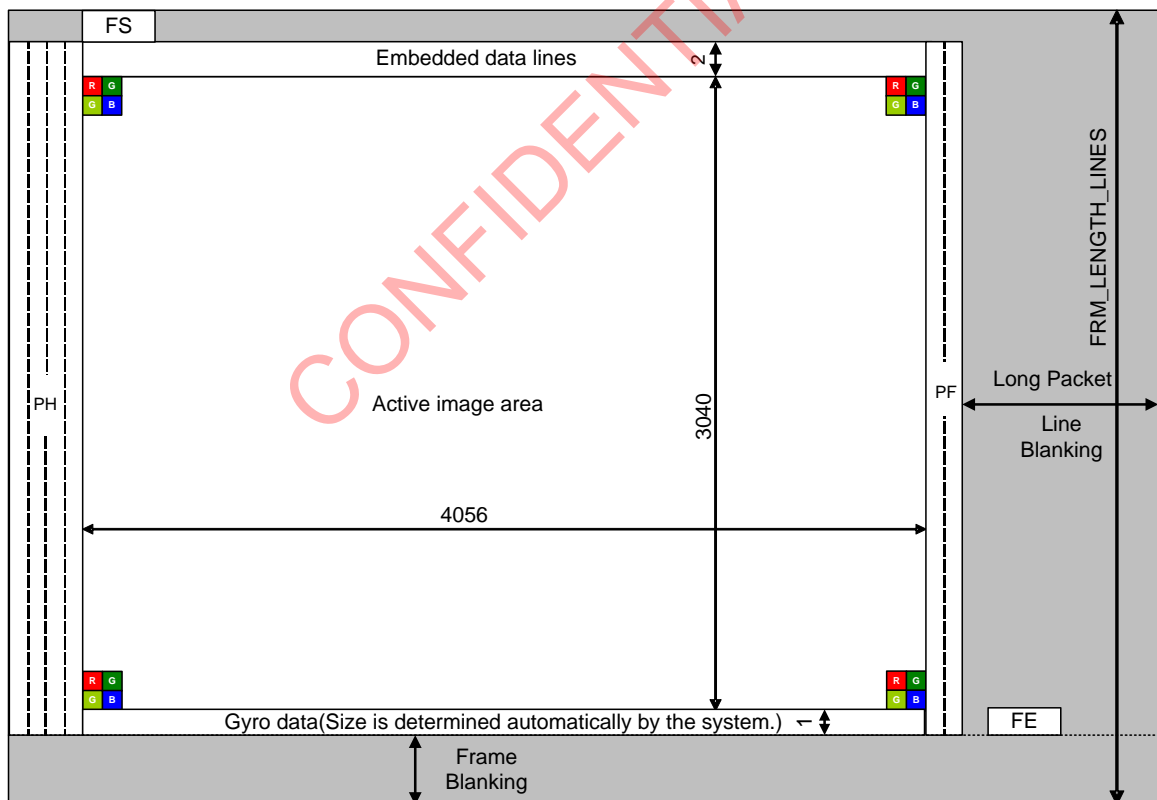 FS
Embedded data lines
2
R G
G B
R G
G B
FRM_LENGTH_LINES
CONFIDENTIA
PH
Active image area
3040
PF
Long Packet
Line
Blanking
4056
R G
G B
R G
G B
Gyro data(Size is determined automatically by the system.)
1
FE
Frame
Blanking